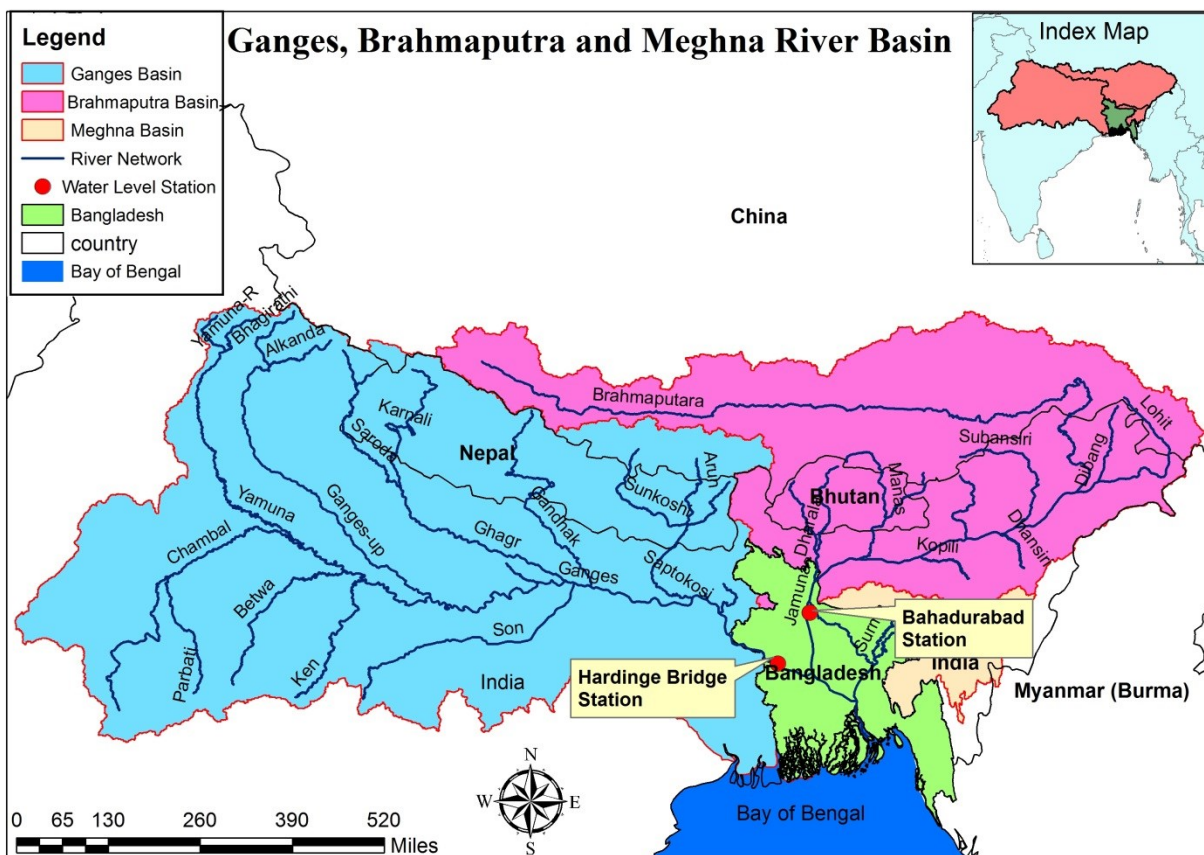 Legend
Ganges Basin
Brahmaputra Basin
Meghna Basin
River Network
Water Level Station
Bangladesh
country
Bay of Bengal
Ganges, Brahmaputra and Meghna River Basin
Index Map
China
Yamuna-R
Bhagirathi
Alkanda
Karnali
Saroda
Nepal
Brahmaputara
Subansiri
Lohit
Dibang
Arun
Sunkoshi
Gandhak
Bhutan
Manas
Dharala
Dhansiri
Kopili
Yamuna
Ganges-up
Chambal
Ghagr
Ganges
Saptokosi
Jamuna
Betwa
Son
Parbati
Ken
India
Surm
Bahadurabad
Station
Hardinge Bridge
Station
Bangladesh
India
Myanmar (Burma)
Bay of Bengal
N
W E
S
0 65 130 260 390 520
Miles